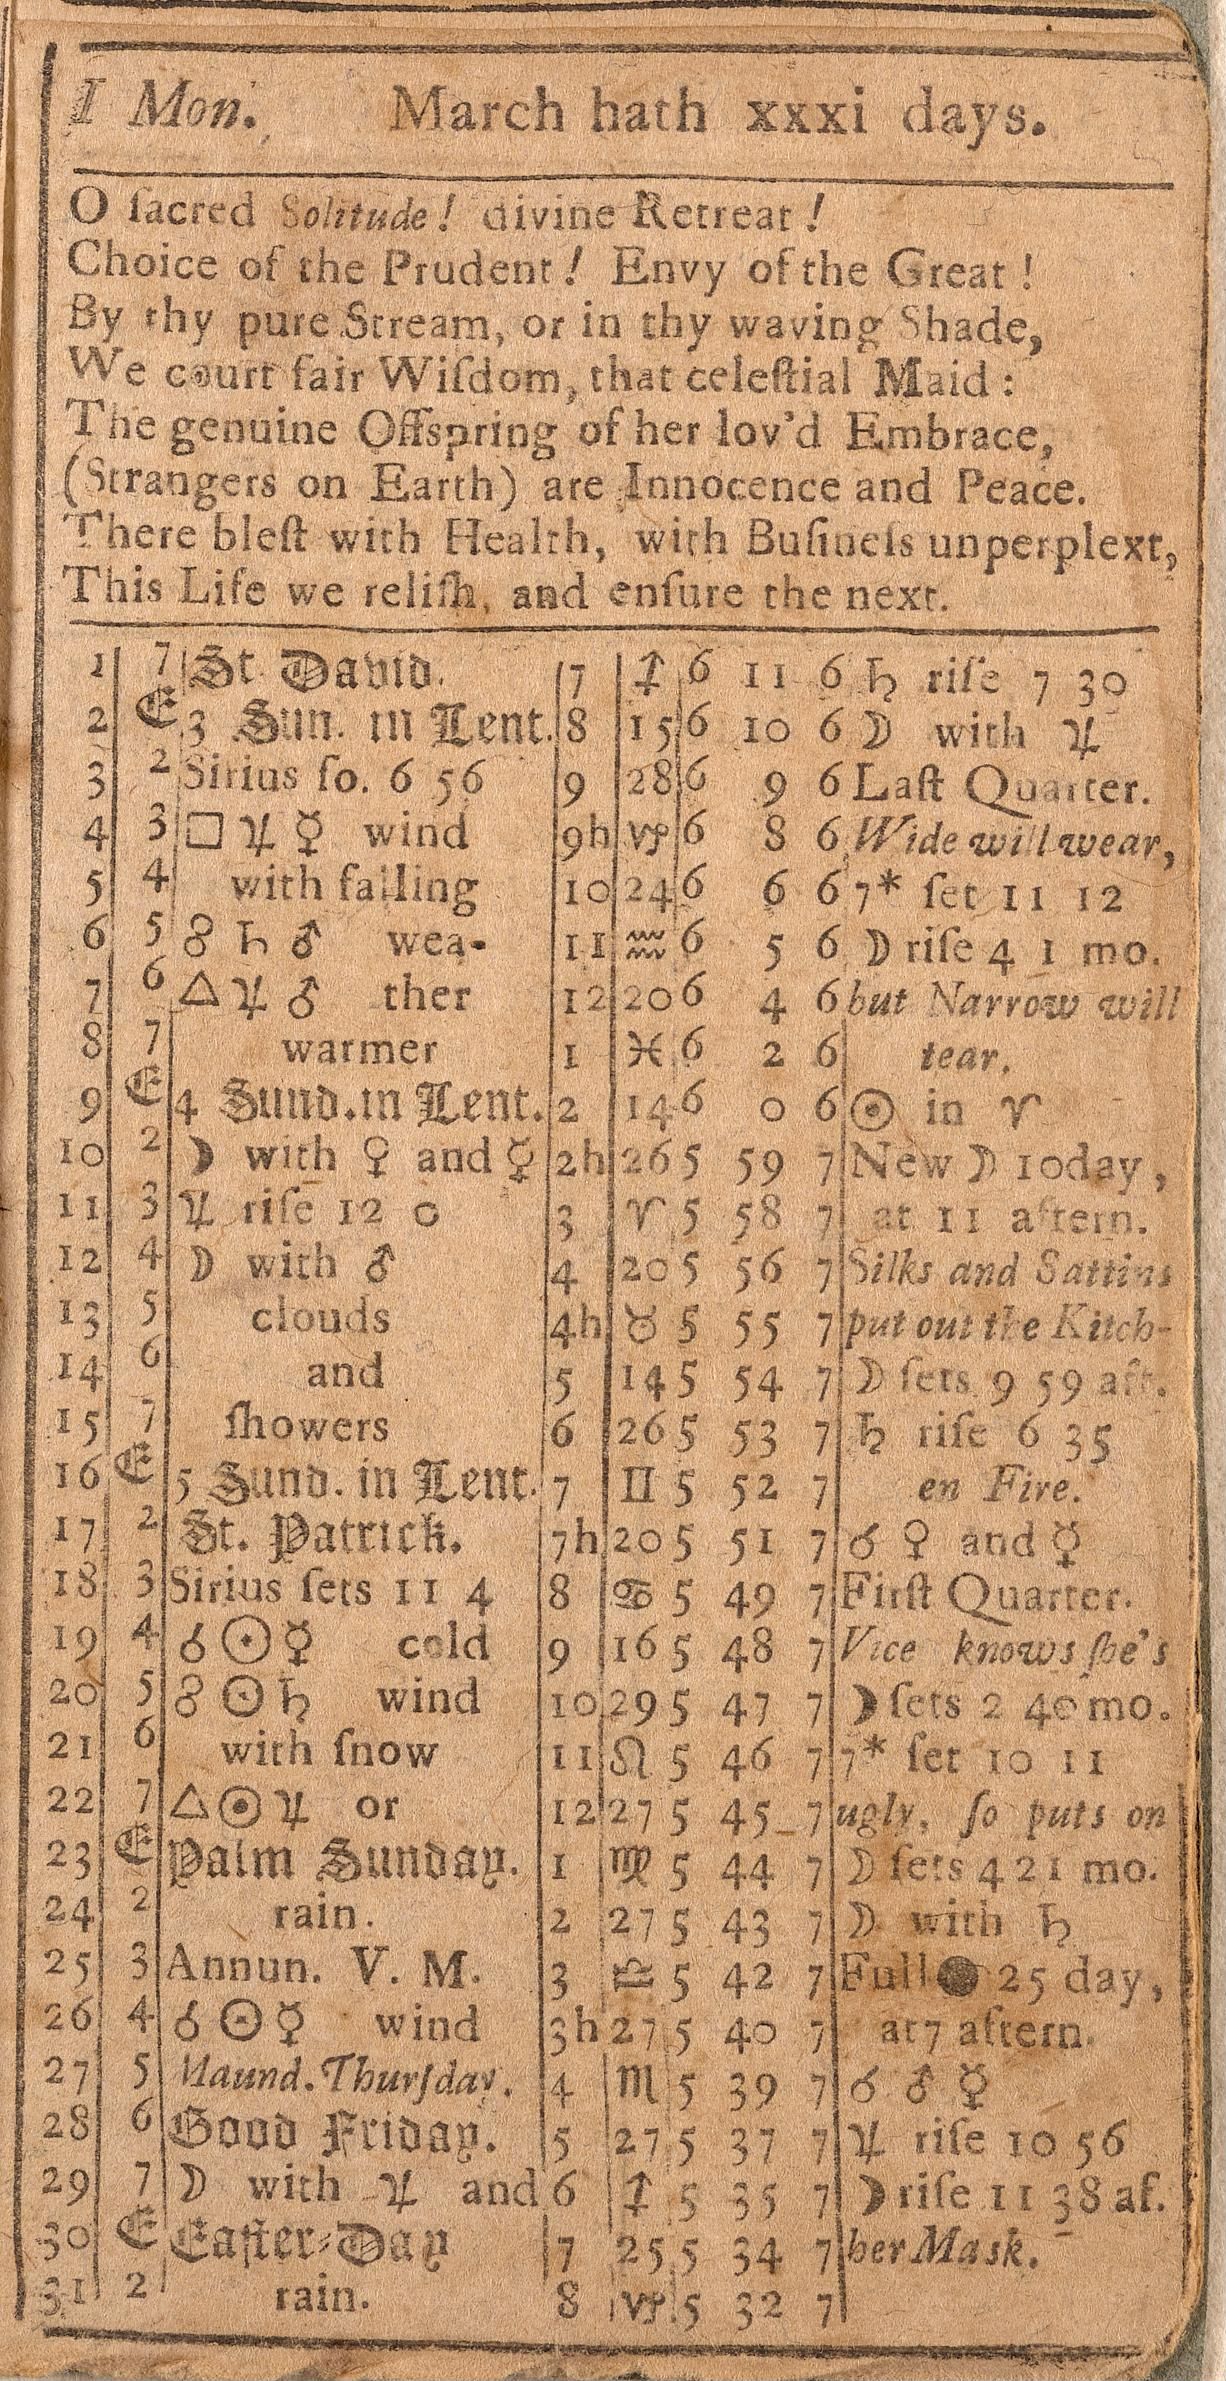 I Mon. March hath xxxi days.
O ſacred Solitude! divine Retreat!
Choice of the Prudent! Envy of the Great!
By thy pure Stream, or in thy waving Shade,
We court fair Wiſdom, that celeſtial Maid:
The genuine Offspring of her lov'd Embrace,
(Strangers on Earth) are Innocence and Peace.
There bleſt with Health, with Buſineſs unperplext,
This Life we reliſh, and enſure the next.
1 7 St David. 7 ♐ 6 11 6 ♄ riſe 7 30
2 E 3 Sun. in Lent. 8 15 6 10 6 ☽ with ♃
3 2 Sirius ſo. 6 56 9 28 6 9 6 Laſt Quarter.
4 3 □ ♃ ☿ wind 9h ♑ 6 8 6 Wide will wear,
5 4 with falling 10 24 6 6 6 7* ſet 11 12
6 5 ☍ ♄ ♂ wea- 11 ♒ 6 5 6 ☽ riſe 4 1 mo.
7 6 △ ♃ ♂ ther 12 20 6 4 6 but Narrow will
8 7 warmer 1 ♓ 6 2 6 tear.
9 E 4 Sund. in Lent. 2 14 6 0 6 ☉ in ♈
10 2 ☽ with ♀ and ☿ 2h 26 5 59 7 New ☽ 10 day,
11 3 ♃ riſe 12 0 3 ♈ 5 58 7 at 11 aftern.
12 4 ☽ with ♂ 4 20 5 56 7 Silks and Sattins
13 5 clouds 4h ♉ 5 55 7 put out the Kitch-
14 6 and 5 14 5 54 7 ☽ ſets 9 59 aft.
15 7 ſhowers 6 26 5 53 7 ♄ riſe 6 35
16 E 5 Sund. in Lent. 7 ♊ 5 52 7 en Fire.
17 2 St. Patrick. 7h 20 5 51 7 ☌ ♀ and ☿
18 3 Sirius ſets 11 4 8 ♋ 5 49 7 Firſt Quarter.
19 4 ☌ ☉ ☿ cold 9 16 5 48 7 Vice knows ſhe's
20 5 ☍ ☉ ♄ wind 10 29 5 47 7 ☽ ſets 2 40 mo.
21 6 with ſnow 11 ♌ 5 46 7 7* ſet 10 11
22 7 △ ☉ ♃ or 12 27 5 45 7 ugly, ſo puts on
23 E Palm Sunday. 1 ♍ 5 44 7 ☽ ſets 4 21 mo.
24 2 rain. 2 27 5 43 7 ☽ with ♄
25 3 Annun. V. M. 3 ♎ 5 42 7 Full ● 25 day,
26 4 ☌ ☉ ☿ wind 3h 27 5 40 7 at 7 aftern.
27 5 Maund. Thurſday. 4 ♏ 5 39 7 ☌ ♂ ☿
28 6 Good Friday. 5 27 5 37 7 ♃ riſe 10 56
29 7 ☽ with ♃ and 6 ♐ 5 35 7 ☽ riſe 11 38 af.
30 E Eaſter-Day 7 25 5 34 7 her Mask.
31 2 rain. 8 ♑ 5 32 7